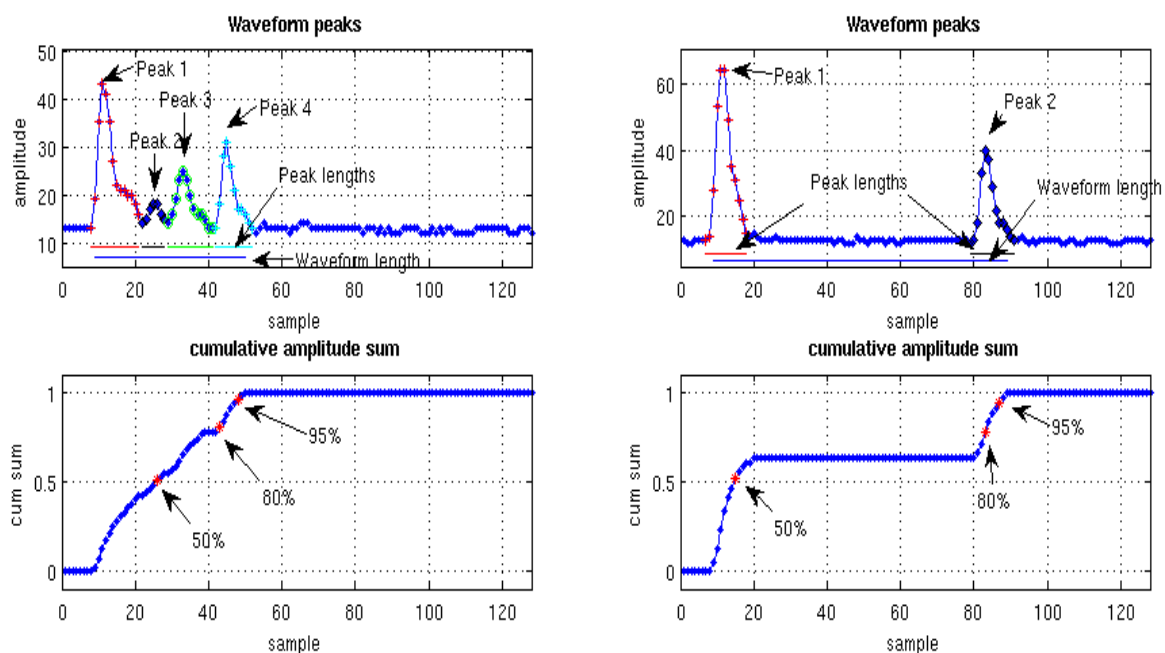 Waveform peaks
50
40
30
20
10
amplitude
Peak 1
Peak 2
Peak 3
Peak 4
Peak lengths
Waveform length
0 20 40 60 80 100 120
sample
Waveform peaks
60
40
20
amplitude
Peak 1
Peak 2
Peak lengths
Waveform length
0 20 40 60 80 100 120
sample
cumulative amplitude sum
1
0.5
0
cum sum
95%
80%
50%
0 20 40 60 80 100 120
sample
cumulative amplitude sum
1
0.5
0
cum sum
95%
80%
50%
0 20 40 60 80 100 120
sample